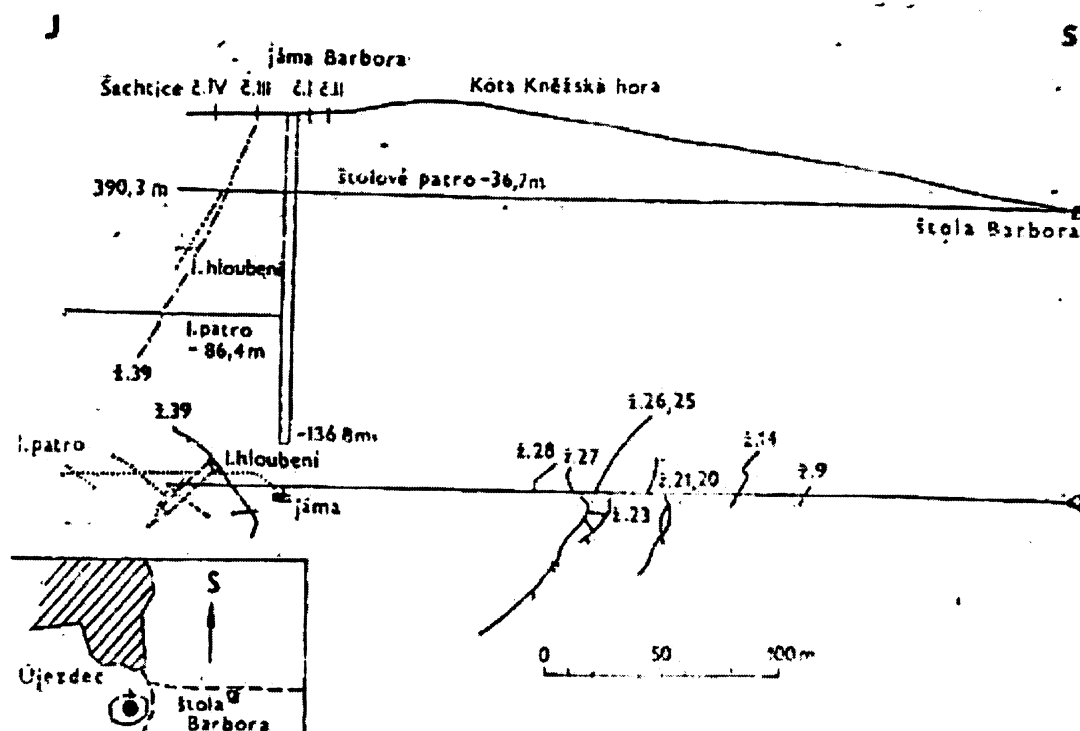 J
S
jáma Barbora
Šachtice č.IV č.III č.I č.II
Kóta Kněžská hora
390,3 m
štolové patro -36,7m
štola Barbora
I.hloubení
I.patro
- 86,4m
ž.39
ž.39
-136 8m
I.patro
I.hloubení
jáma
ž.28
ž.27
ž.26,25
ž.23
ž.21,20
ž.14
ž.9
S
Újezdec
štola
Barbora
0 50 100 m